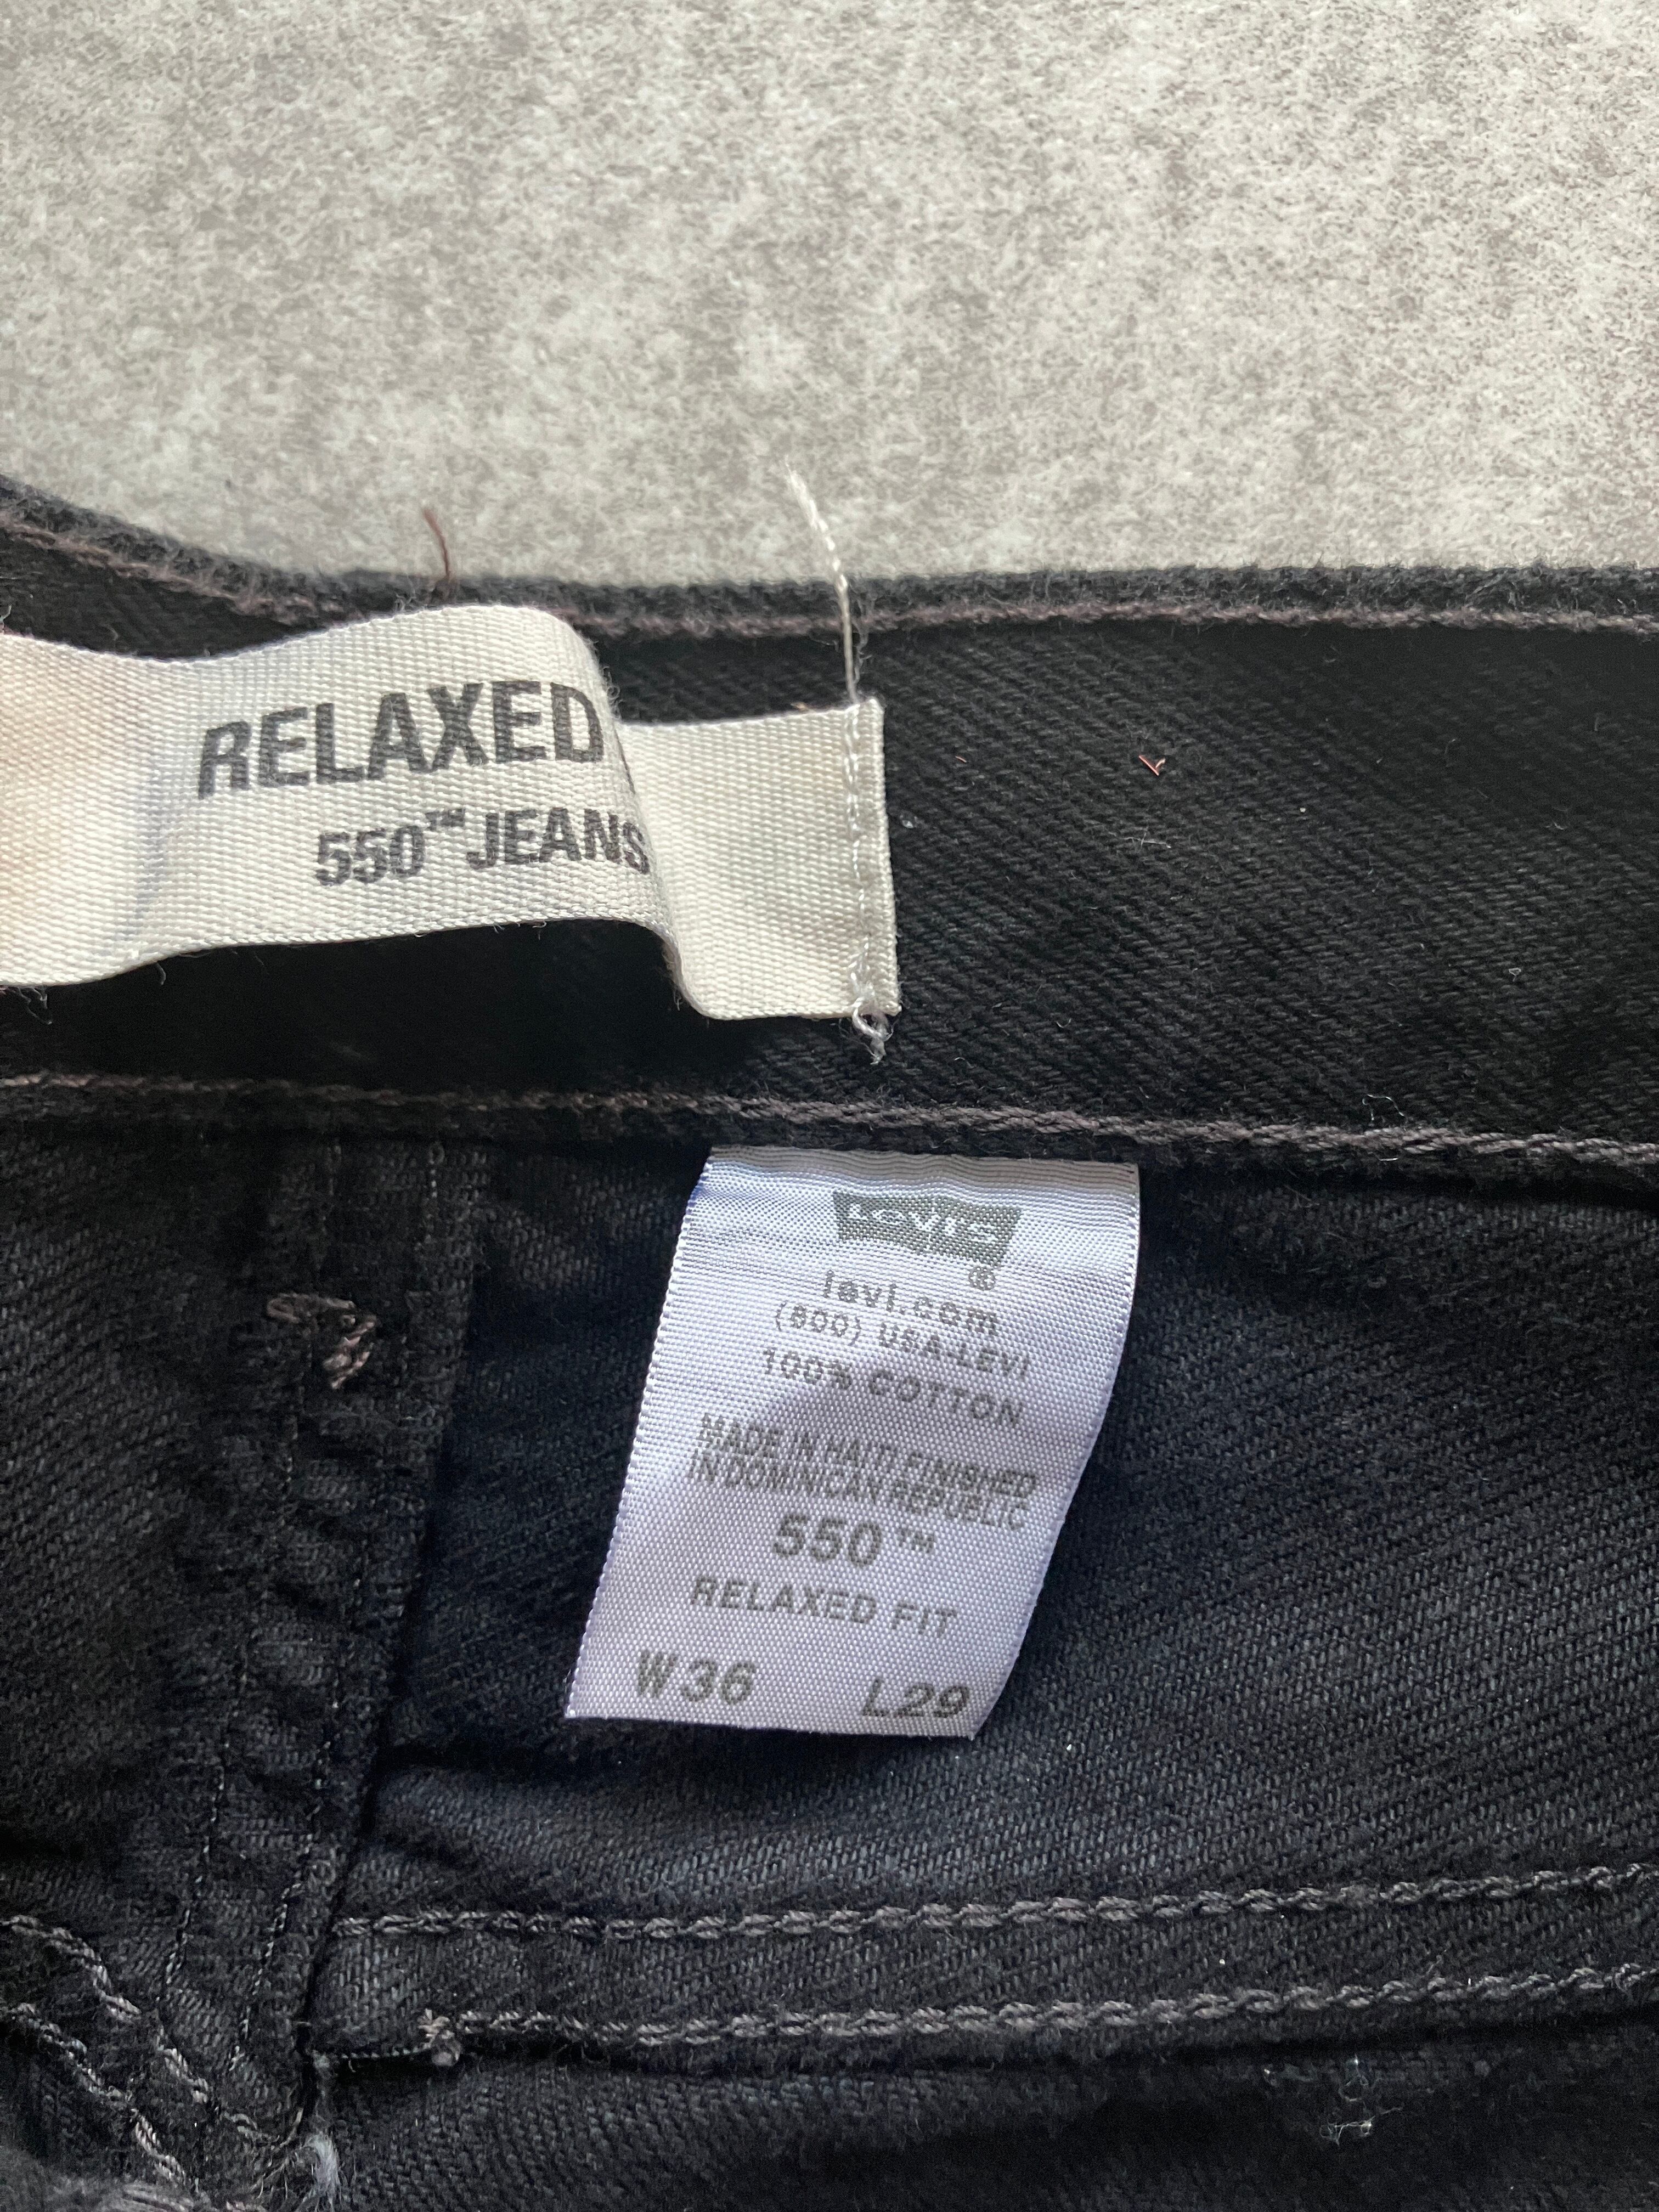 RELAXED
550™ JEANS
LEVI'S
®
levi.com
(800) USA-LEVI
100% COTTON
MADE IN HAITI FINISHED
IN DOMINICAN REPUBLIC
550™
RELAXED FIT
W36 L29